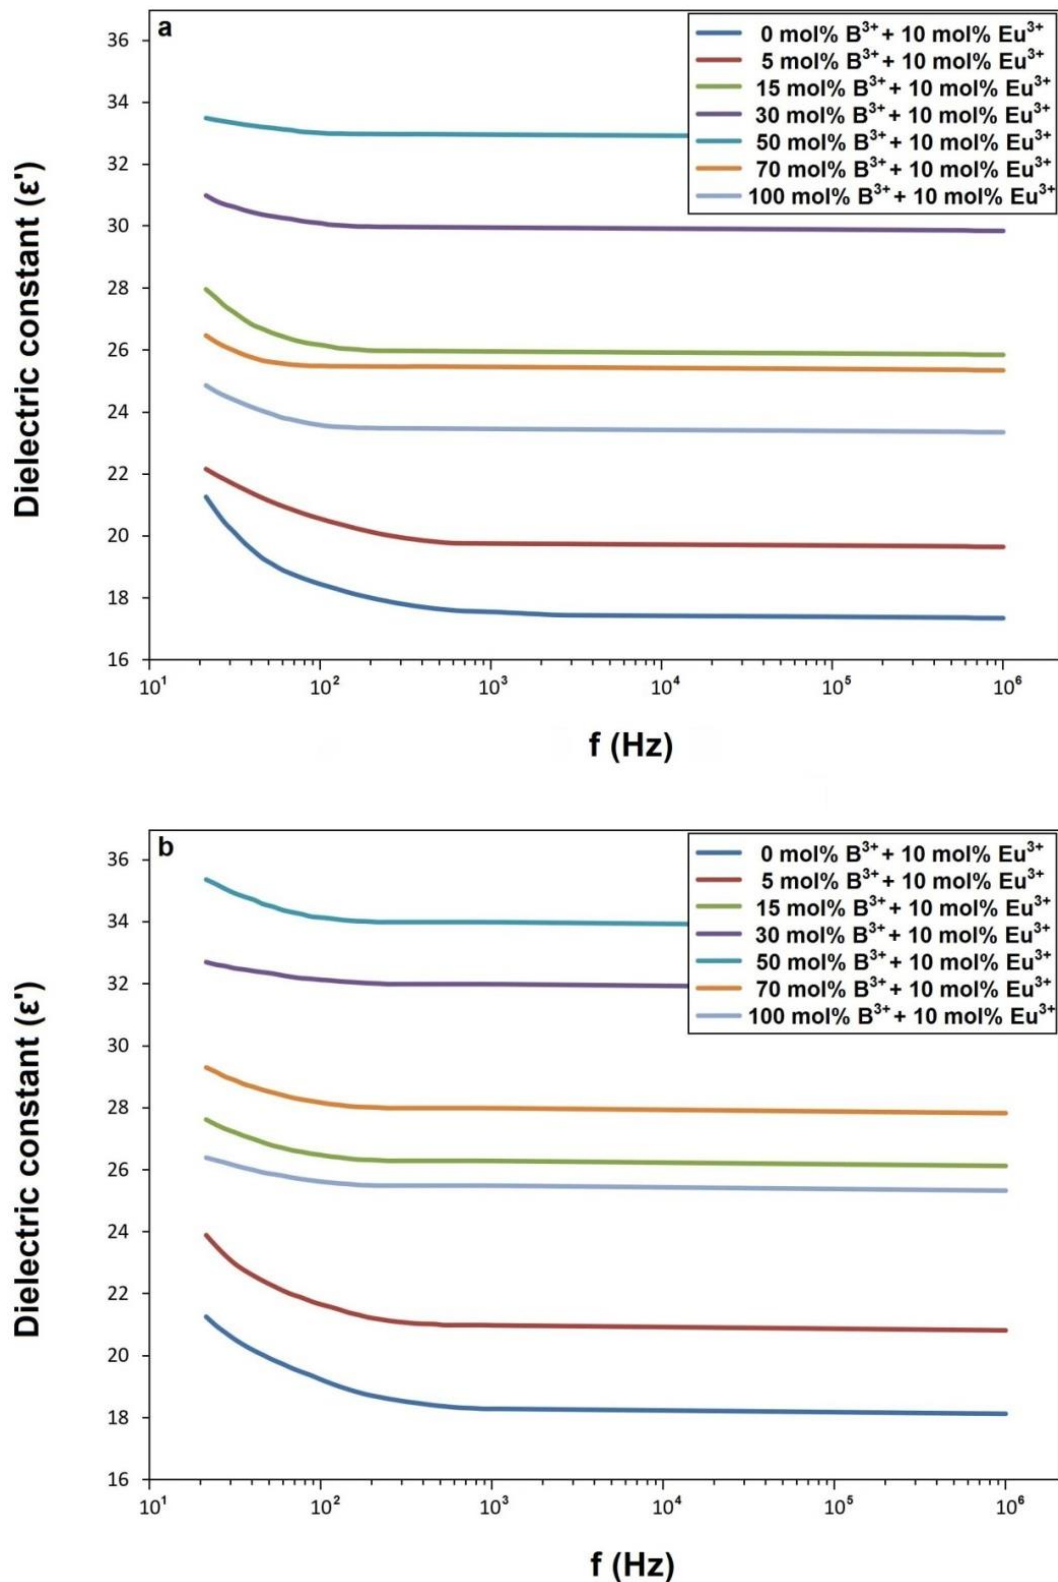 a
36
34
32
30
28
26
24
22
20
18
16
Dielectric constant (ε')
0 mol% B³⁺ + 10 mol% Eu³⁺
5 mol% B³⁺ + 10 mol% Eu³⁺
15 mol% B³⁺ + 10 mol% Eu³⁺
30 mol% B³⁺ + 10 mol% Eu³⁺
50 mol% B³⁺ + 10 mol% Eu³⁺
70 mol% B³⁺ + 10 mol% Eu³⁺
100 mol% B³⁺ + 10 mol% Eu³⁺
10¹ 10² 10³ 10⁴ 10⁵ 10⁶
f (Hz)
b
36
34
32
30
28
26
24
22
20
18
16
Dielectric constant (ε')
0 mol% B³⁺ + 10 mol% Eu³⁺
5 mol% B³⁺ + 10 mol% Eu³⁺
15 mol% B³⁺ + 10 mol% Eu³⁺
30 mol% B³⁺ + 10 mol% Eu³⁺
50 mol% B³⁺ + 10 mol% Eu³⁺
70 mol% B³⁺ + 10 mol% Eu³⁺
100 mol% B³⁺ + 10 mol% Eu³⁺
10¹ 10² 10³ 10⁴ 10⁵ 10⁶
f (Hz)